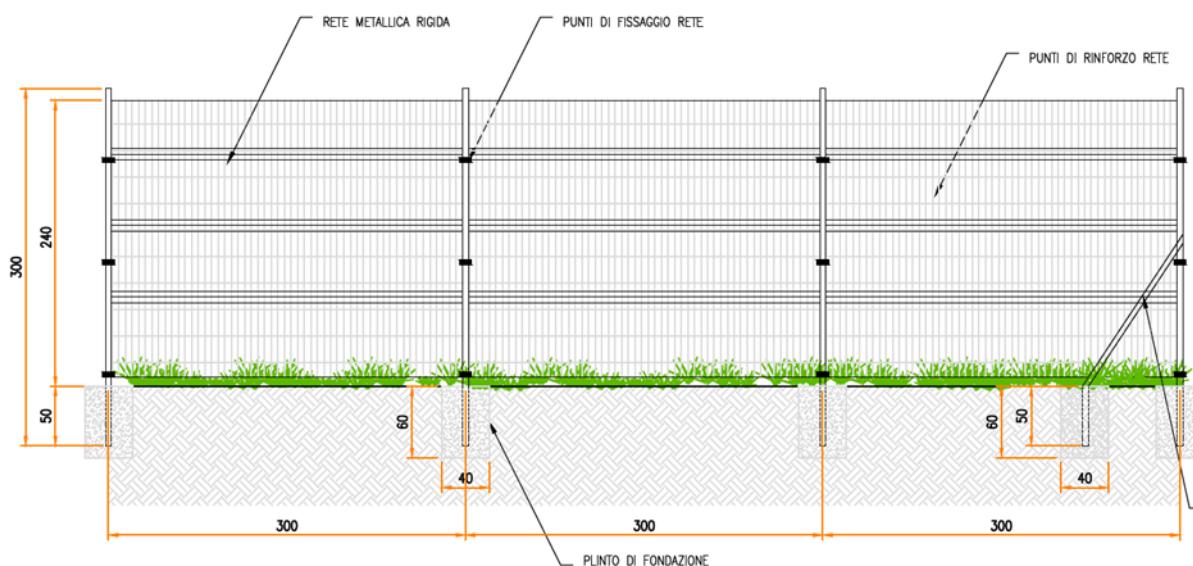 RETE METALLICA RIGIDA
PUNTI DI FISSAGGIO RETE
PUNTI DI RINFORZO RETE
300
240
50
60
40
60
50
40
300
300
300
PLINTO DI FONDAZIONE